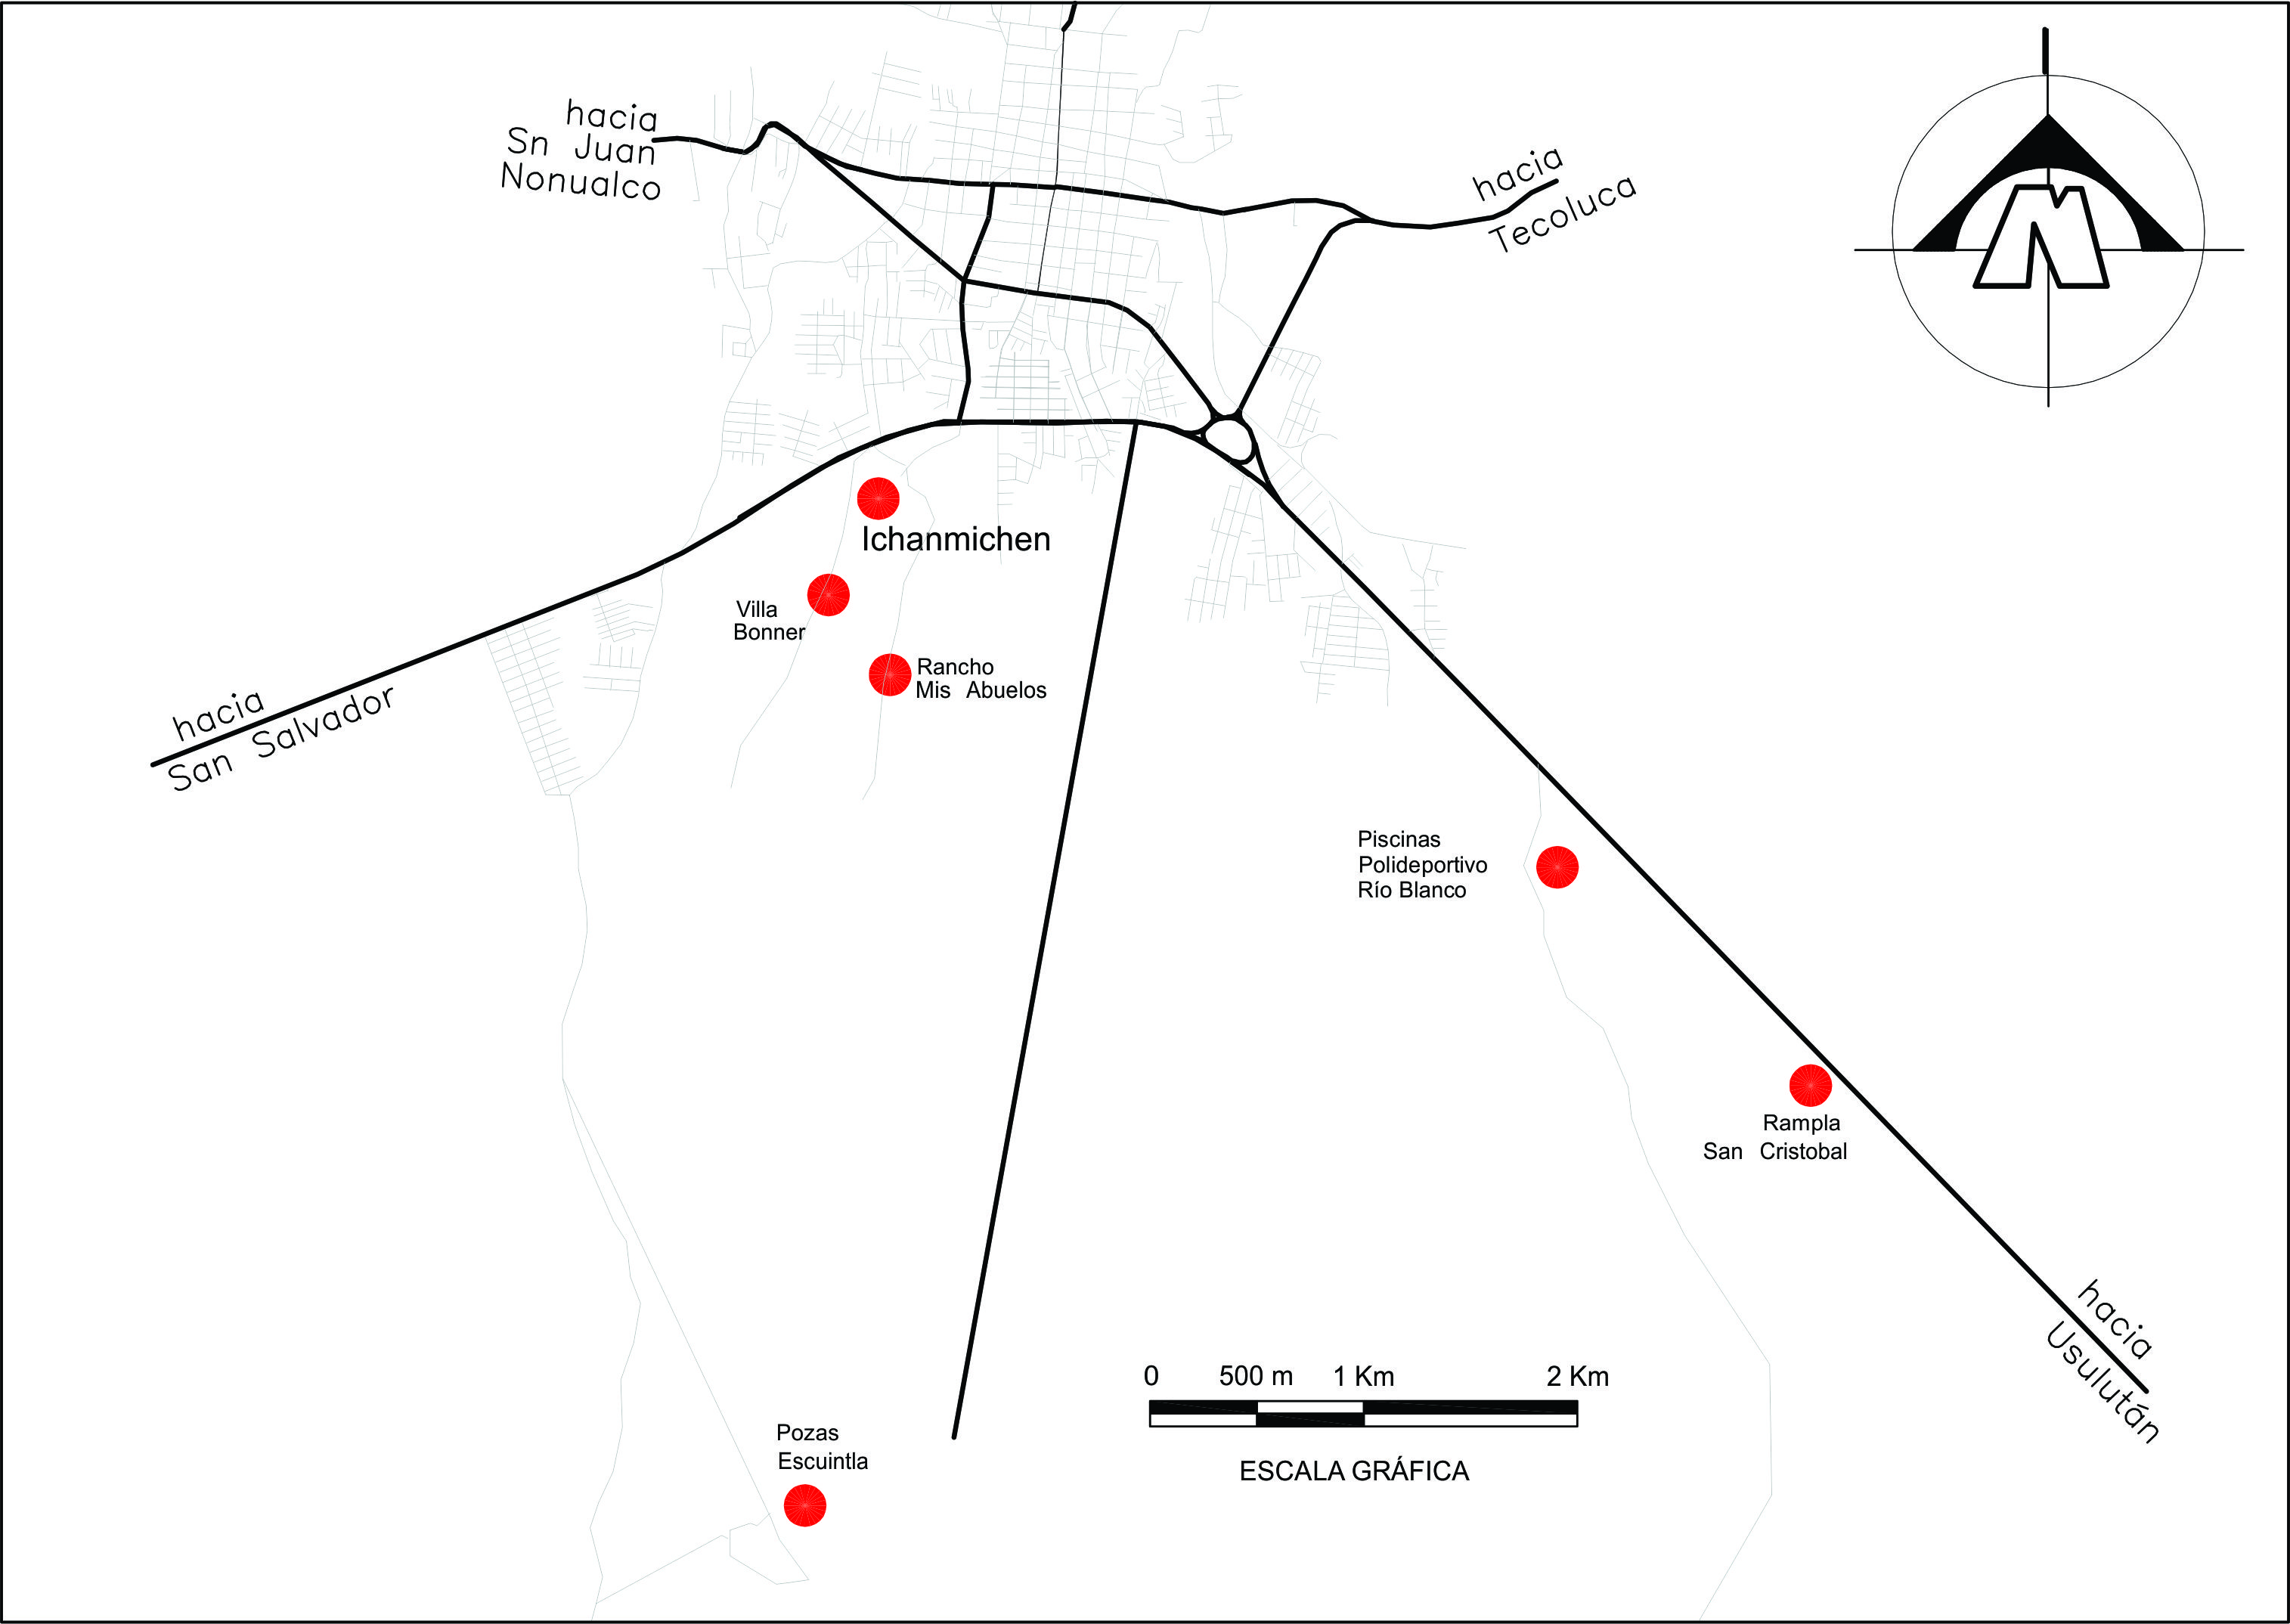 hacia
Sn Juan
Nonualco
hacia
Tecoluca
Ichanmichen
Villa
Bonner
Rancho
Mis Abuelos
hacia
San Salvador
Piscinas
Polideportivo
Río Blanco
Rampla
San Cristobal
hacia
Usulután
0 500 m 1 Km 2 Km
ESCALA GRÁFICA
Pozas
Escuintla